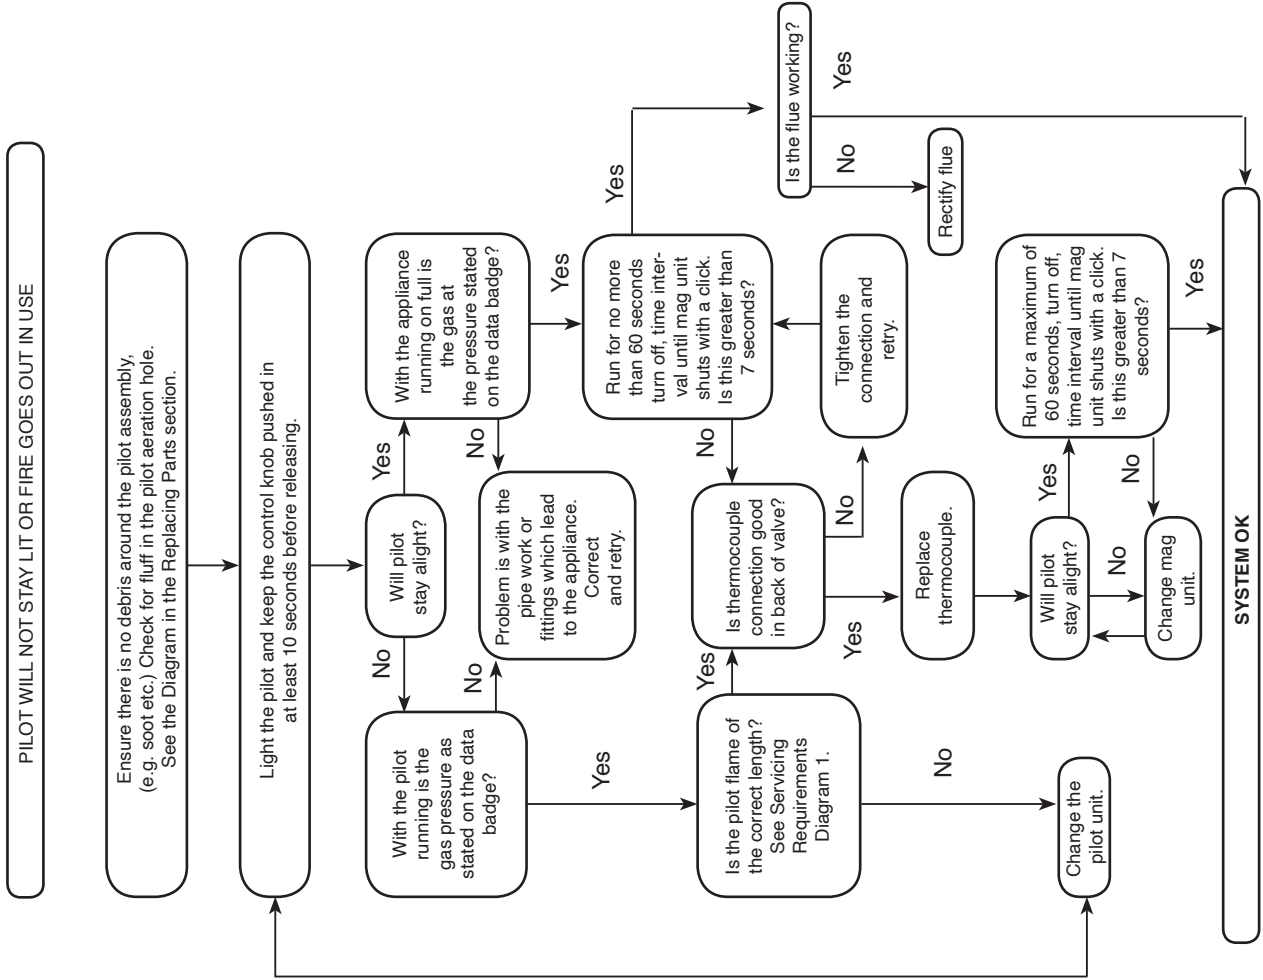 PILOT WILL NOT STAY LIT OR FIRE GOES OUT IN USE
Ensure there is no debris around the pilot assembly,
(e.g. soot etc.) Check for fluff in the pilot aeration hole.
See the Diagram in the Replacing Parts section.
Light the pilot and keep the control knob pushed in
at least 10 seconds before releasing.
Will pilot
stay alight?
No
Yes
With the pilot
running is the
gas pressure as
stated on the data
badge?
With the appliance
running on full is
the gas at
the pressure stated
on the data badge?
No
No
Problem is with the
pipe work or
fittings which lead
to the appliance.
Correct
and retry.
Yes
Yes
Run for no more
than 60 seconds
turn off, time inter-
val until mag unit
shuts with a click.
Is this greater than
7 seconds?
Yes
Is the flue working?
No
Yes
Rectify flue
Is the pilot flame of
the correct length?
See Servicing
Requirements
Diagram 1.
Yes
No
Is thermocouple
connection good
in back of valve?
No
Tighten the
connection and
retry.
Yes
Replace
thermocouple.
No
Change the
pilot unit.
Will pilot
stay alight?
Yes
No
Change mag
unit.
Run for a maximum of
60 seconds, turn off,
time interval until mag
unit shuts with a click.
Is this greater than 7
seconds?
No
Yes
SYSTEM OK